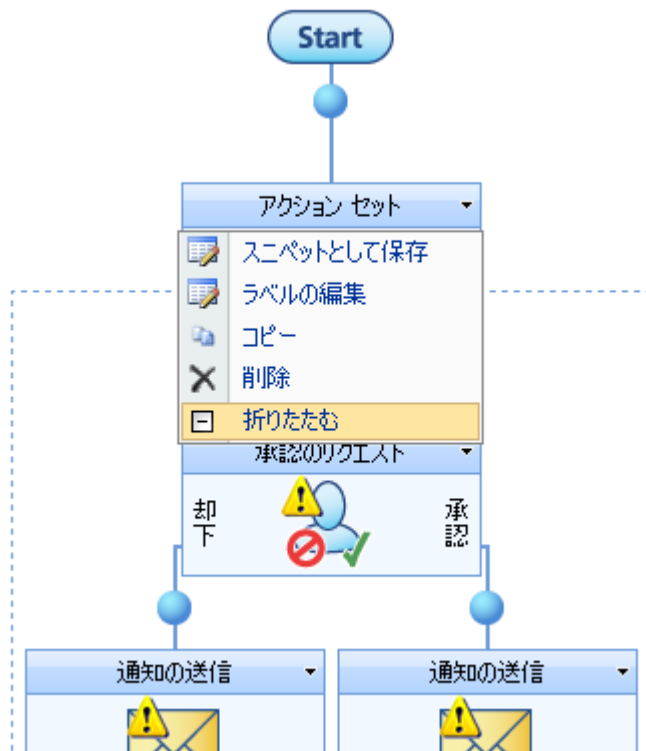 Start
アクション セット
スニペットとして保存
ラベルの編集
コピー
削除
折りたたむ
承認のリクエスト
却下
承認
通知の送信
通知の送信